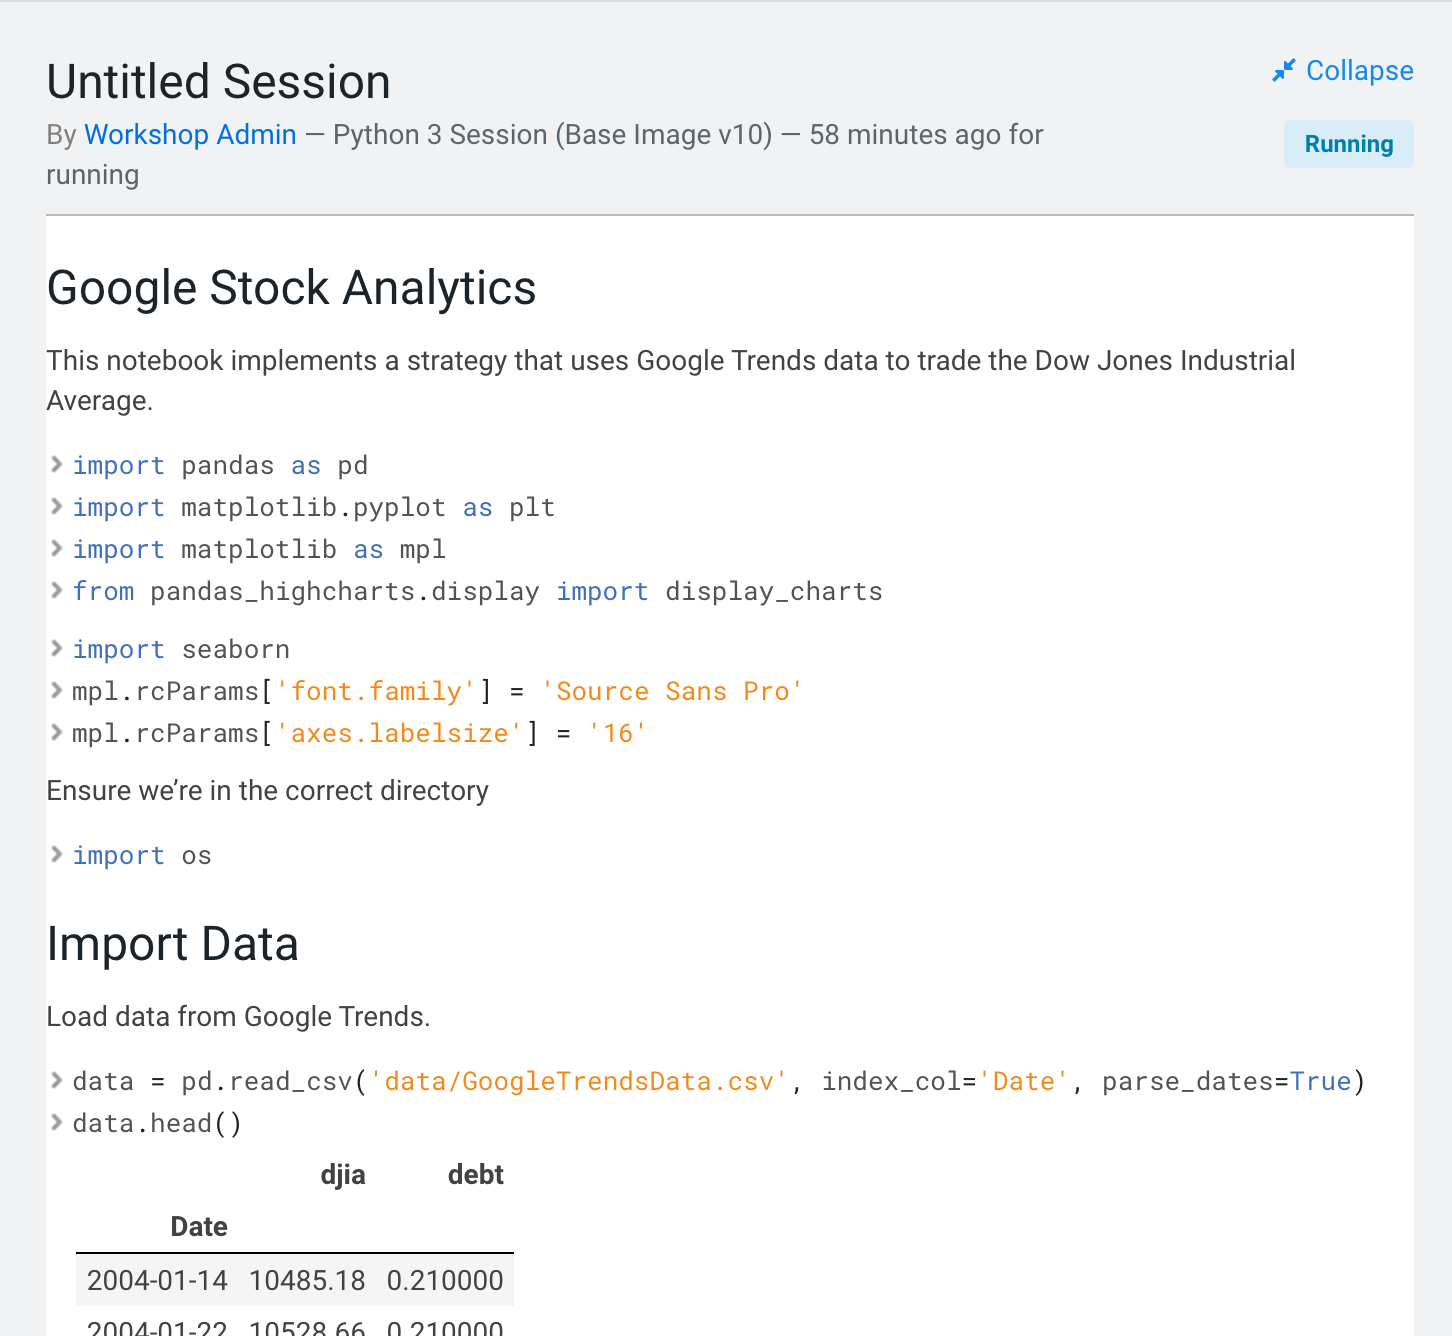 Untitled Session
Collapse
By Workshop Admin — Python 3 Session (Base Image v10) — 58 minutes ago for
running
Running
Google Stock Analytics
This notebook implements a strategy that uses Google Trends data to trade the Dow Jones Industrial
Average.
import pandas as pd
import matplotlib.pyplot as plt
import matplotlib as mpl
from pandas_highcharts.display import display_charts
import seaborn
mpl.rcParams['font.family'] = 'Source Sans Pro'
mpl.rcParams['axes.labelsize'] = '16'
Ensure we’re in the correct directory
import os
Import Data
Load data from Google Trends.
data = pd.read_csv('data/GoogleTrendsData.csv', index_col='Date', parse_dates=True)
data.head()
djia debt
Date
2004-01-14 10485.18 0.210000
2004-01-22 10528.66 0.210000